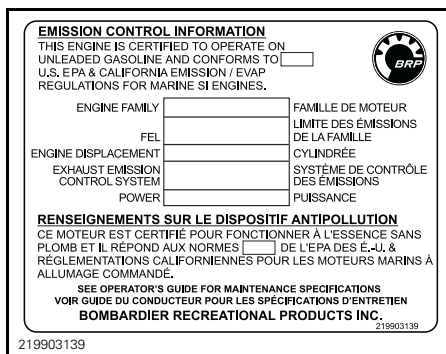 EMISSION CONTROL INFORMATION
THIS ENGINE IS CERTIFIED TO OPERATE ON
UNLEADED GASOLINE AND CONFORMS TO
U.S. EPA & CALIFORNIA EMISSION / EVAP
REGULATIONS FOR MARINE SI ENGINES.
BRP
ENGINE FAMILY FAMILLE DE MOTEUR
FEL LIMITE DES ÉMISSIONS
DE LA FAMILLE
ENGINE DISPLACEMENT CYLINDRÉE
EXHAUST EMISSION SYSTÈME DE CONTRÔLE
CONTROL SYSTEM DES ÉMISSIONS
POWER PUISSANCE
RENSEIGNEMENTS SUR LE DISPOSITIF ANTIPOLLUTION
CE MOTEUR EST CERTIFIÉ POUR FONCTIONNER À L'ESSENCE SANS
PLOMB ET IL RÉPOND AUX NORMES DE L'EPA DES É.-U. &
RÉGLEMENTATIONS CALIFORNIENNES POUR LES MOTEURS MARINS À
ALLUMAGE COMMANDÉ.
SEE OPERATOR'S GUIDE FOR MAINTENANCE SPECIFICATIONS
VOIR GUIDE DU CONDUCTEUR POUR LES SPÉCIFICATIONS D'ENTRETIEN
BOMBARDIER RECREATIONAL PRODUCTS INC.
219903139
219903139